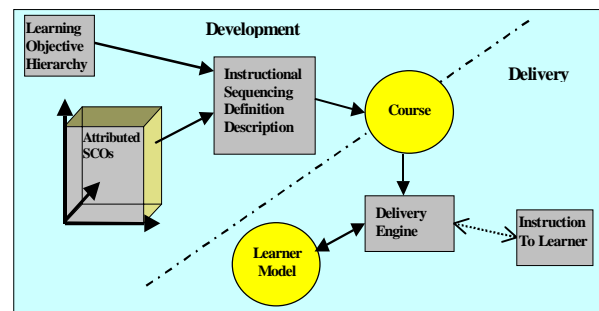 Learning
Objective
Hierarchy
Development
Instructional
Sequencing
Definition
Description
Delivery
Attributed
SCOs
Course
Delivery
Engine
Instruction
To Learner
Learner
Model